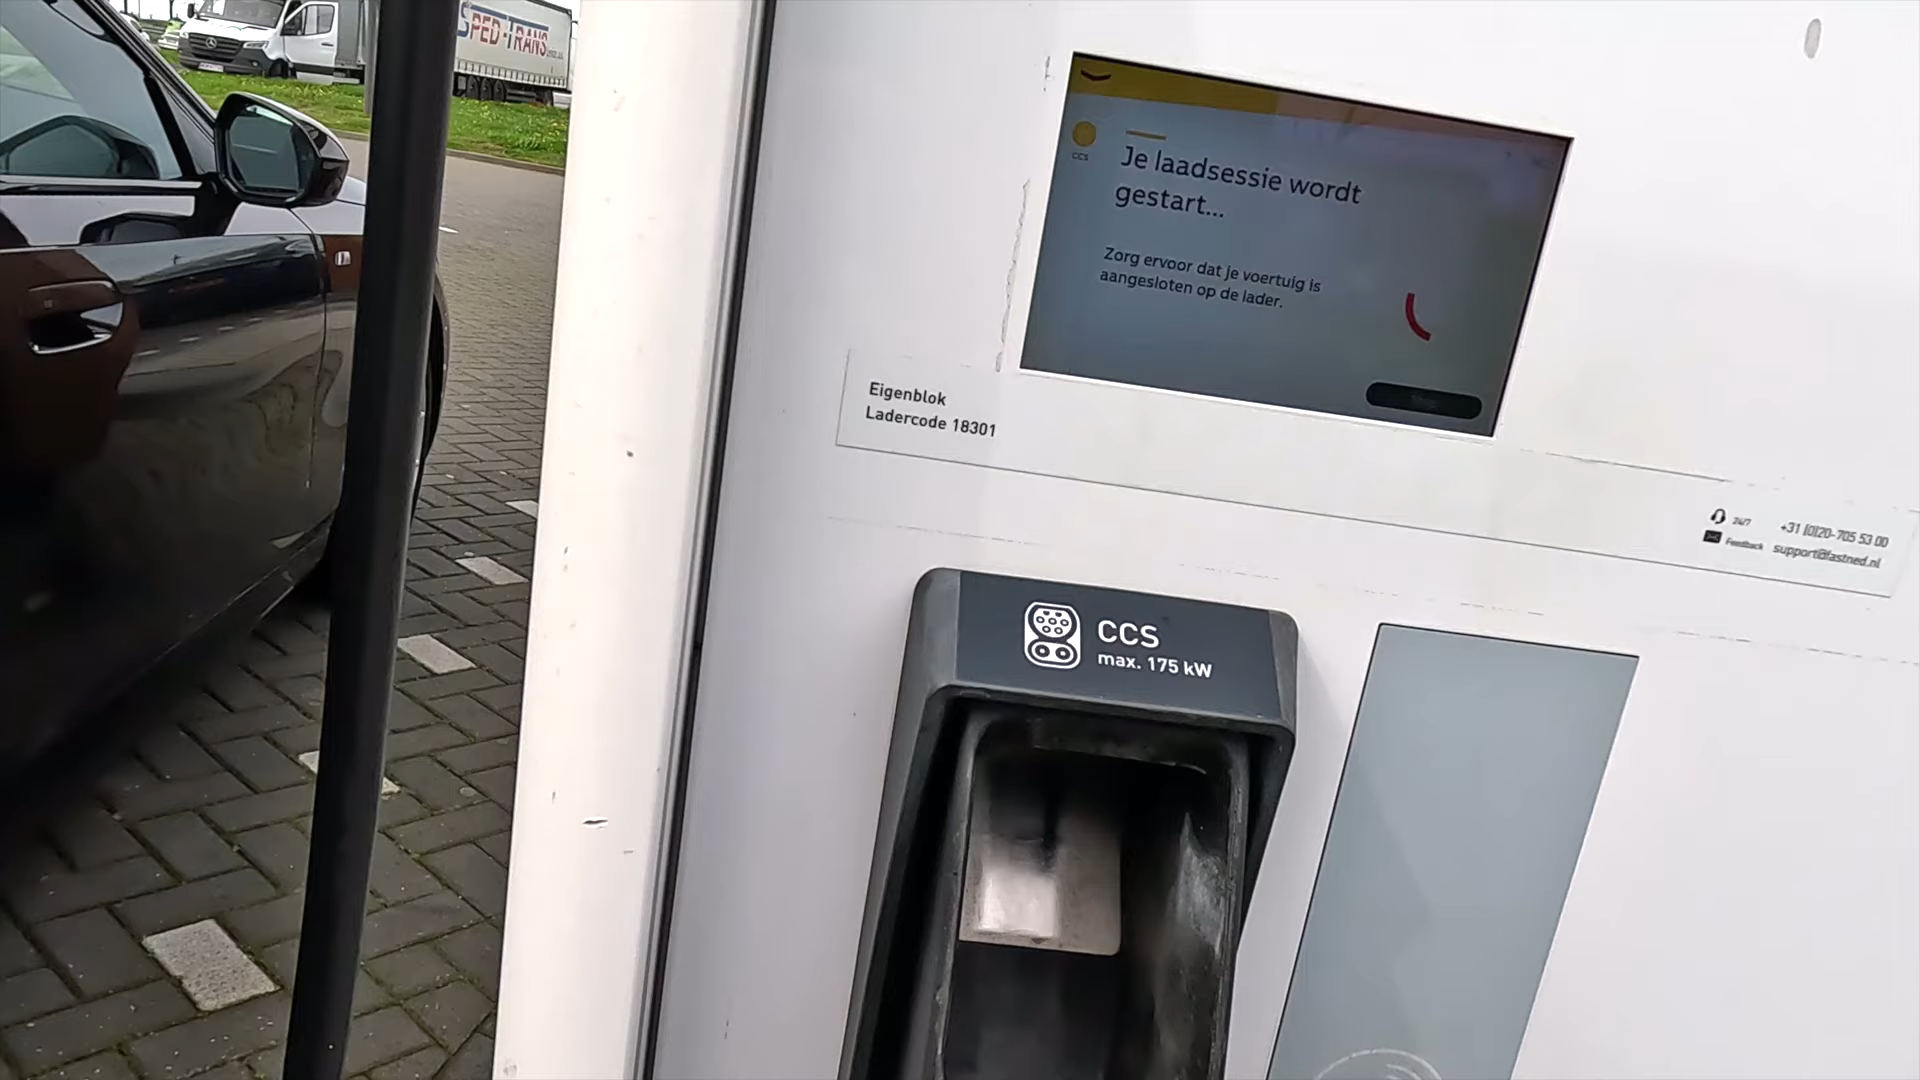 SPED-TRANS
CCS
Je laadsessie wordt
gestart...
Zorg ervoor dat je voertuig is
aangesloten op de lader.
Stop
Eigenblok
Ladercode 18301
24/7 +31 (0)20-705 53 00
Feedback support@fastned.nl
CCS
max. 175 kW